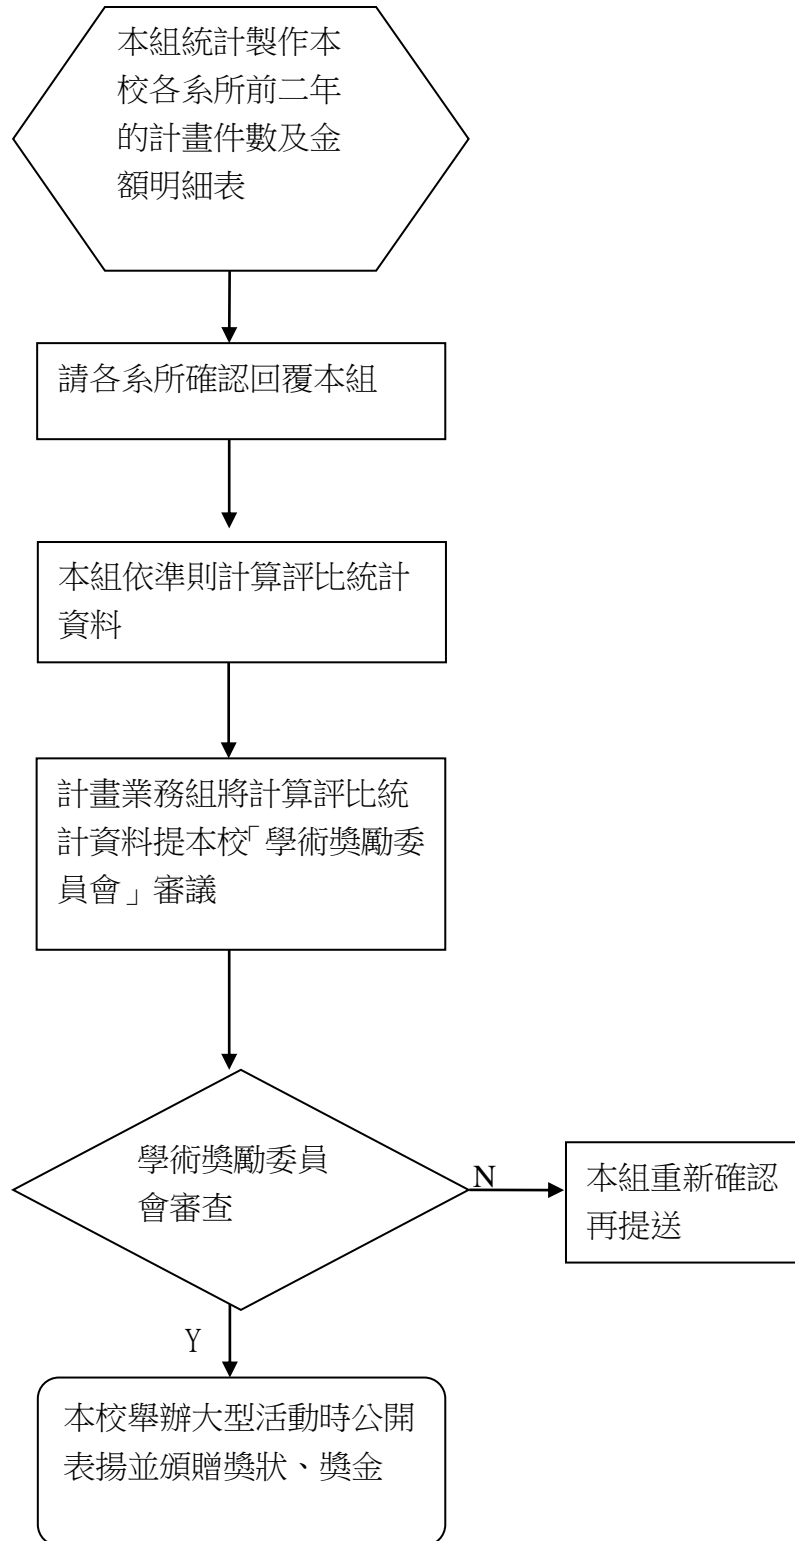 本組統計製作本
校各系所前二年
的計畫件數及金
額明細表
請各系所確認回覆本組
本組依準則計算評比統計
資料
計畫業務組將計算評比統
計資料提本校「學術獎勵委
員會」審議
學術獎勵委員
會審查
N
本組重新確認
再提送
Y
本校舉辦大型活動時公開
表揚並頒贈獎狀、獎金